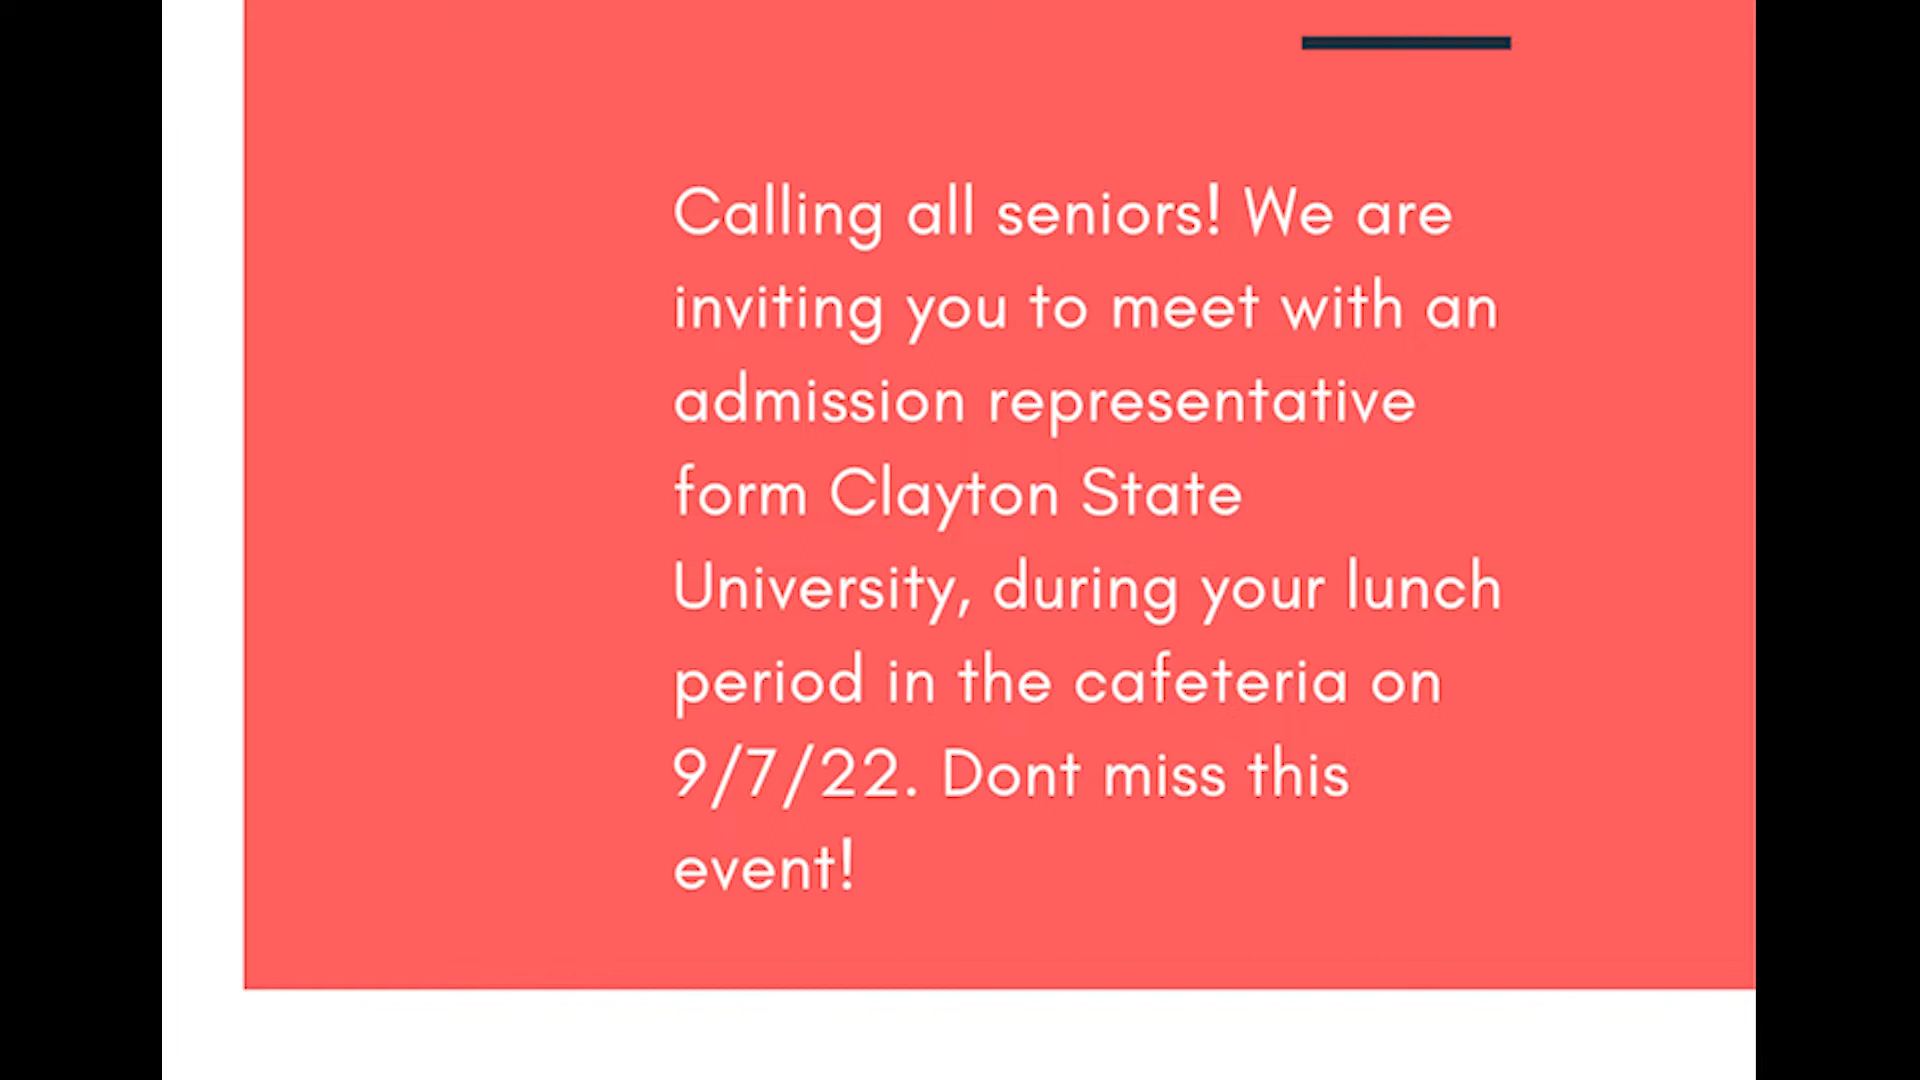 Calling all seniors! We are
inviting you to meet with an
admission representative
form Clayton State
University, during your lunch
period in the cafeteria on
9/7/22. Dont miss this
event!